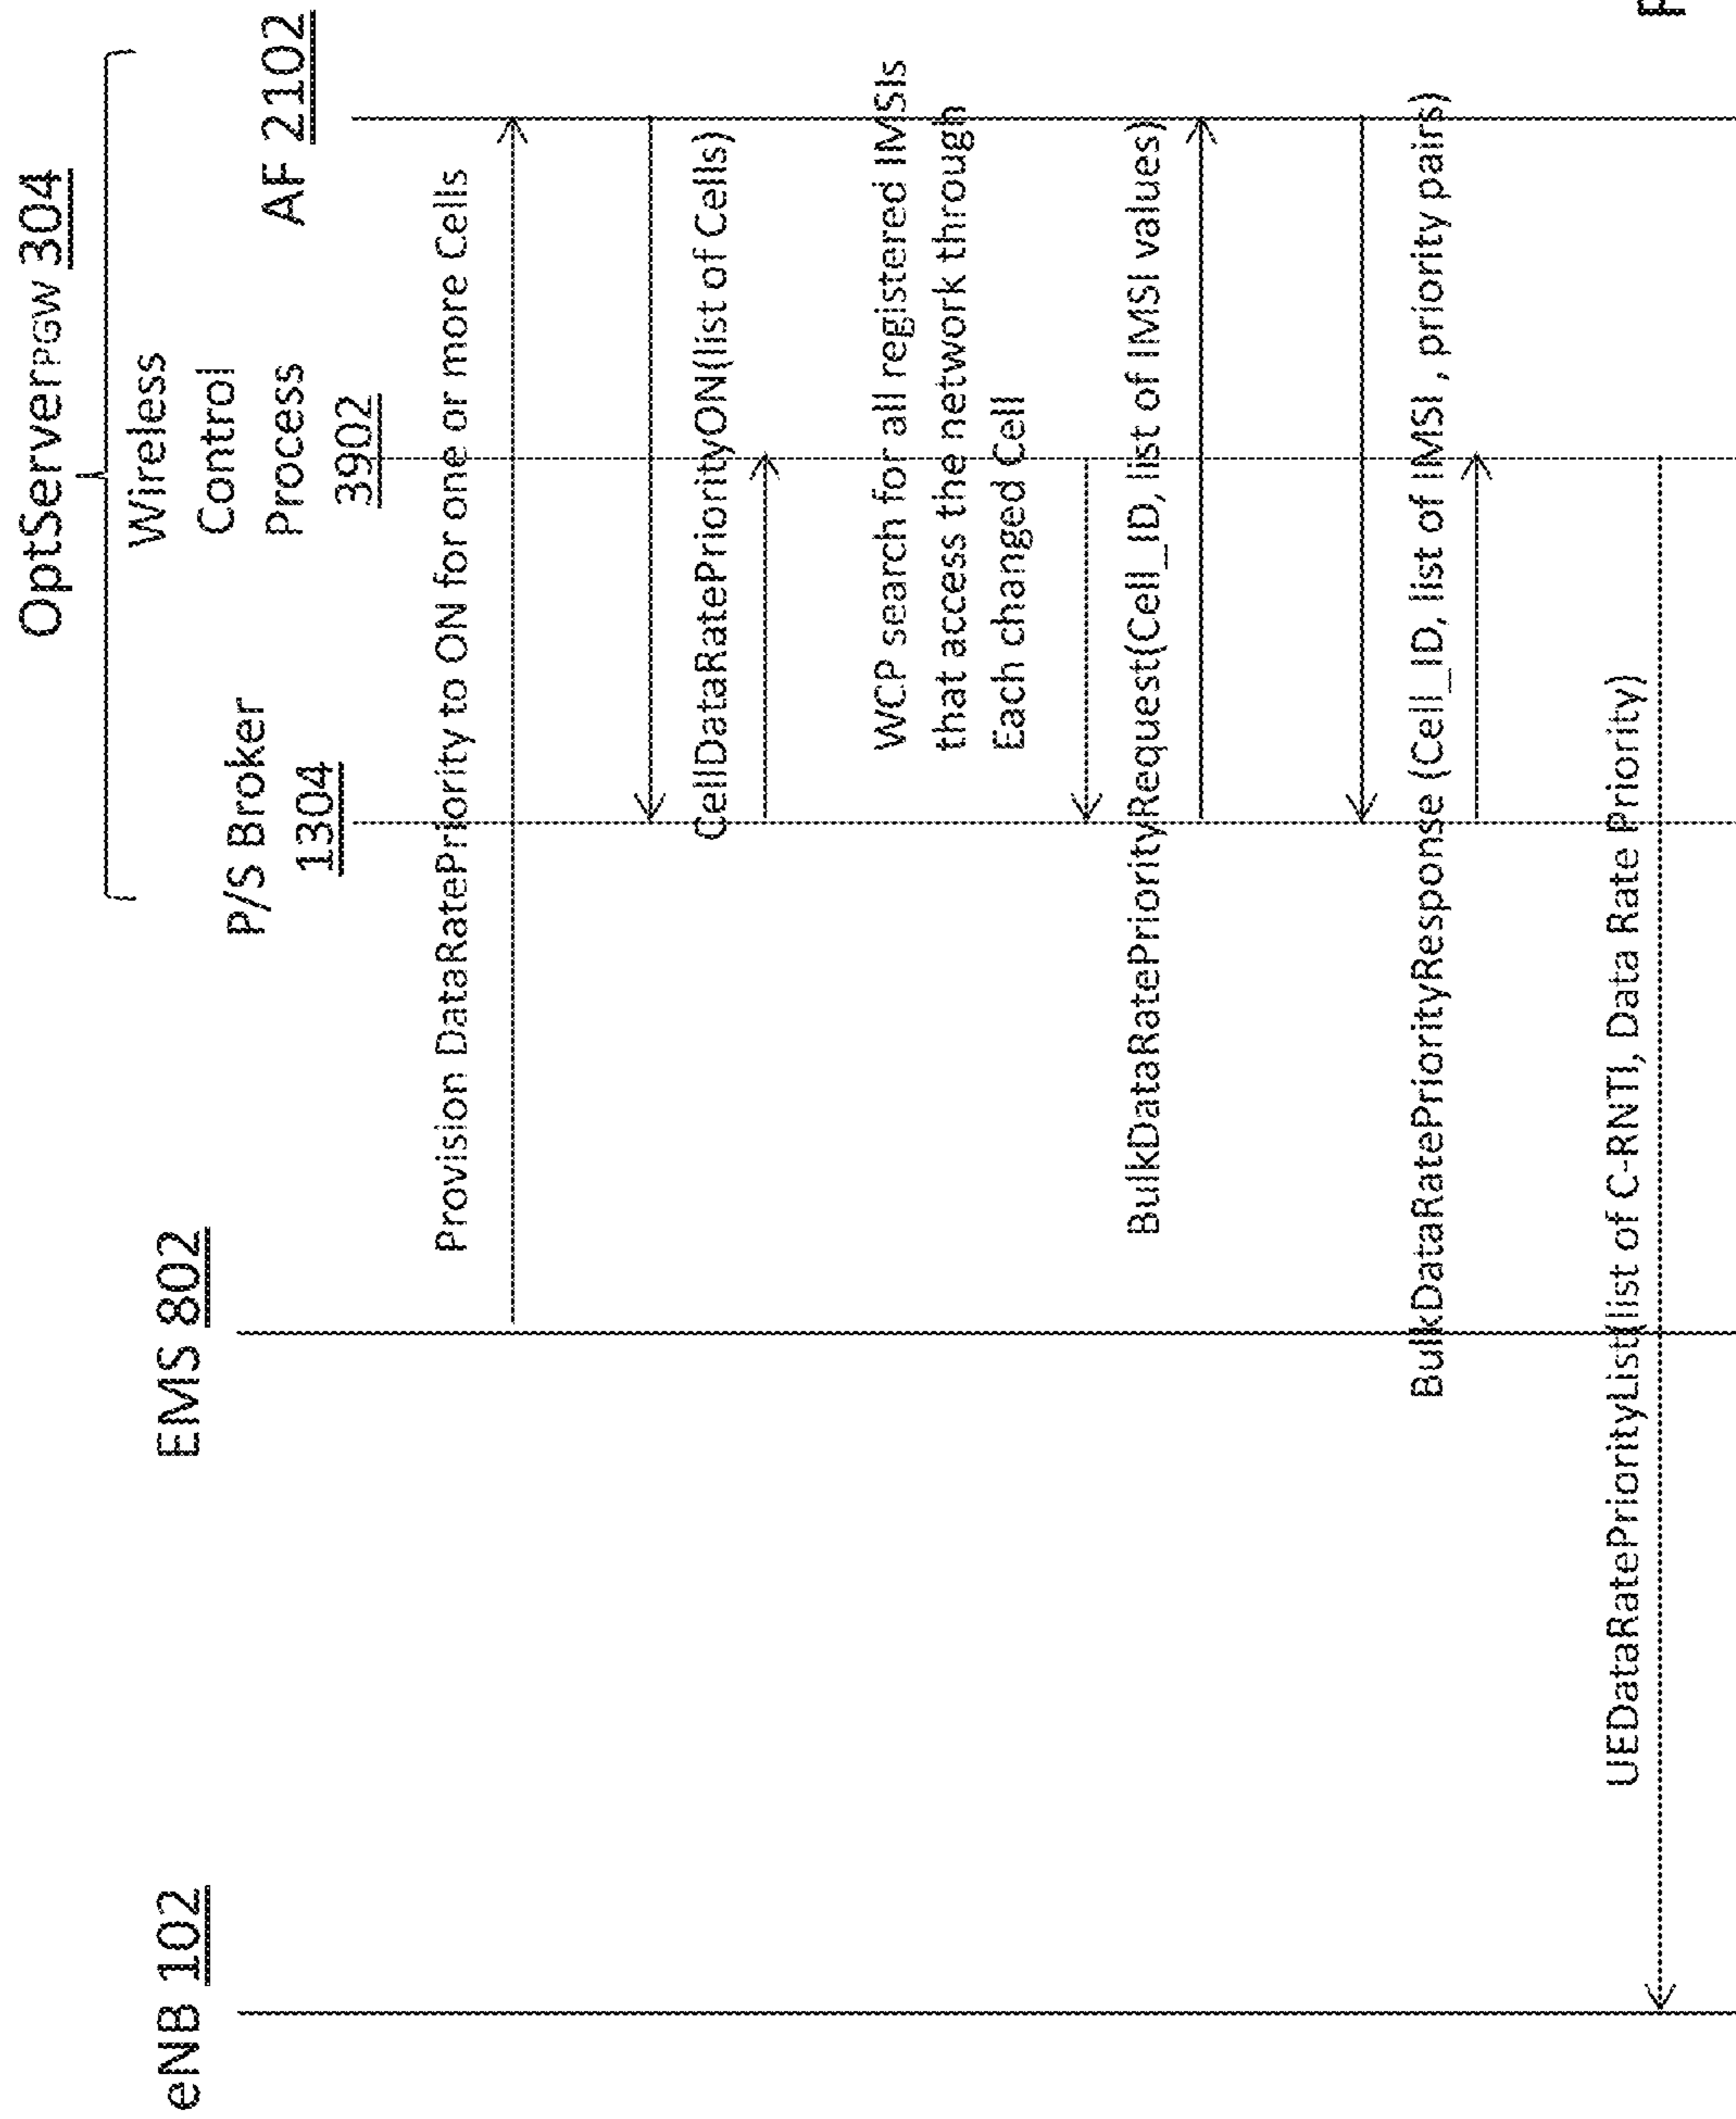 OptServerPGW 304
eNB 102
EMS 802
P/S Broker
1304
Wireless
Control
Process
3902
AF 2102
Provision DataRatePriority to ON for one or more Cells
CellDataRatePriorityON(list of Cells)
WCP search for all registered IMSIs
that access the network through
Each changed Cell
BulkDataRatePriorityRequest(Cell_ID, list of IMSI values)
BulkDataRatePriorityResponse (Cell_ID, list of IMSI , priority pairs)
UEDataRatePriorityList(list of C-RNTI, Data Rate Priority)